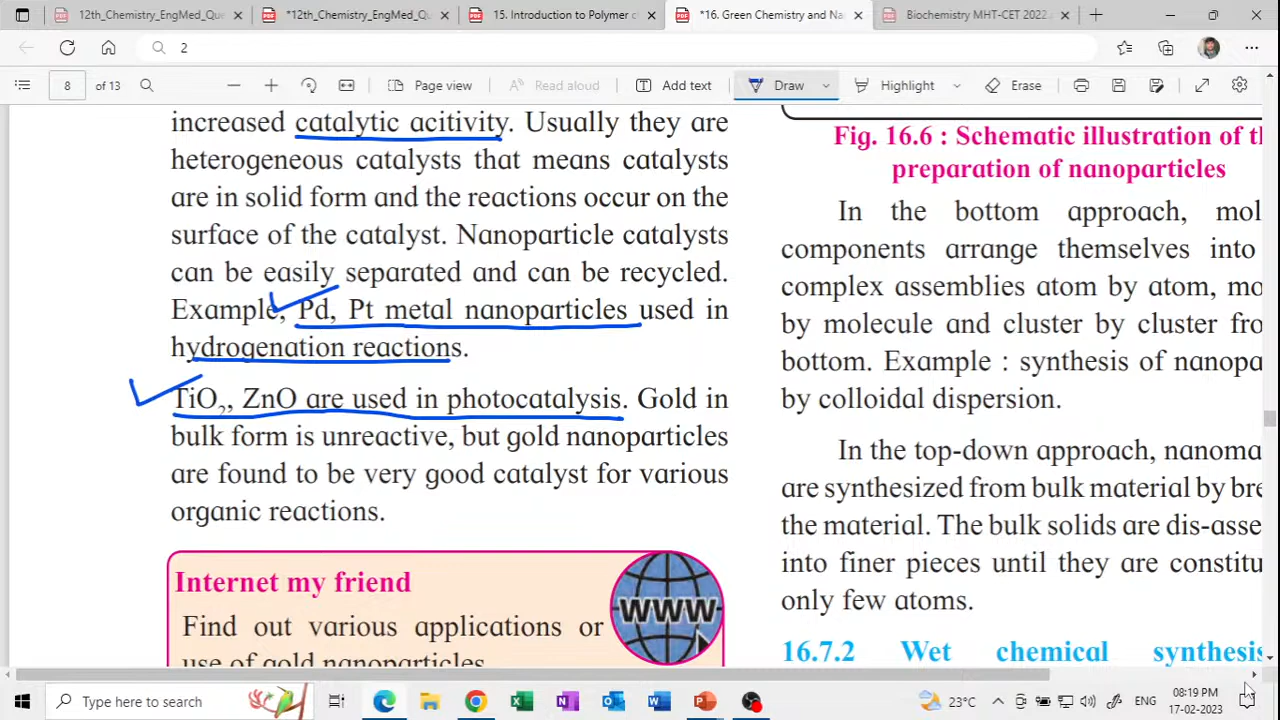 12th_Chemistry_EngMed_Que
*12th_Chemistry_EngMed_Qu
15. Introduction to Polymer c
*16. Green Chemistry and Na
Biochemistry MHT-CET 2022.
2
8 of 13
Page view
Read aloud
Add text
Draw
Highlight
Erase
increased catalytic acitivity. Usually they are
heterogeneous catalysts that means catalysts
are in solid form and the reactions occur on the
surface of the catalyst. Nanoparticle catalysts
can be easily separated and can be recycled.
Example, Pd, Pt metal nanoparticles used in
hydrogenation reactions.
TiO₂, ZnO are used in photocatalysis. Gold in
bulk form is unreactive, but gold nanoparticles
are found to be very good catalyst for various
organic reactions.
Internet my friend
Find out various applications or
use of gold nanoparticles
WWW
Fig. 16.6 : Schematic illustration of th
preparation of nanoparticles
In the bottom approach, mol
components arrange themselves into
complex assemblies atom by atom, mo
by molecule and cluster by cluster fro
bottom. Example : synthesis of nanopa
by colloidal dispersion.
In the top-down approach, nanoma
are synthesized from bulk material by bre
the material. The bulk solids are dis-asse
into finer pieces until they are constitu
only few atoms.
16.7.2 Wet chemical synthesis
Type here to search
23°C
ENG
08:19 PM
17-02-2023